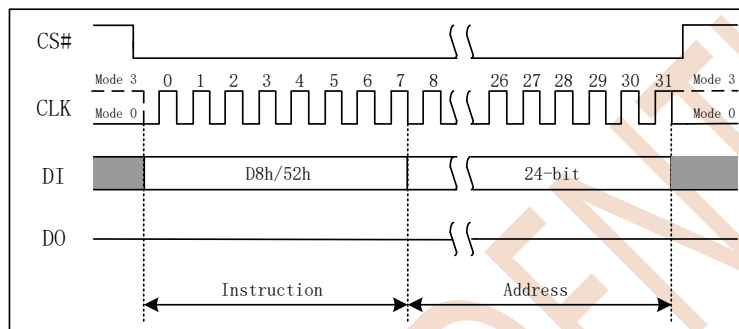 CS#
Mode 3 0 1 2 3 4 5 6 7 8 26 27 28 29 30 31 Mode 3
CLK
Mode 0 Mode 0
DI D8h/52h 24-bit
DO
Instruction Address